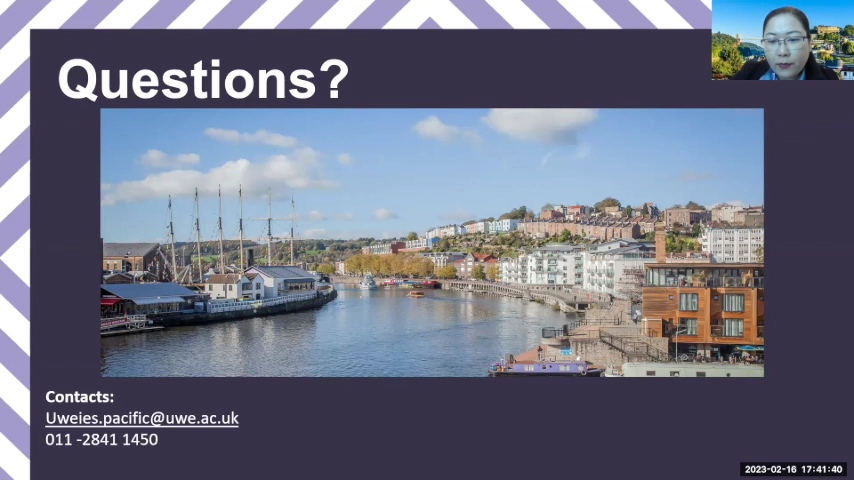 Questions?
Contacts:
Uweies.pacific@uwe.ac.uk
011 -2841 1450
2023-02-16 17:41:40